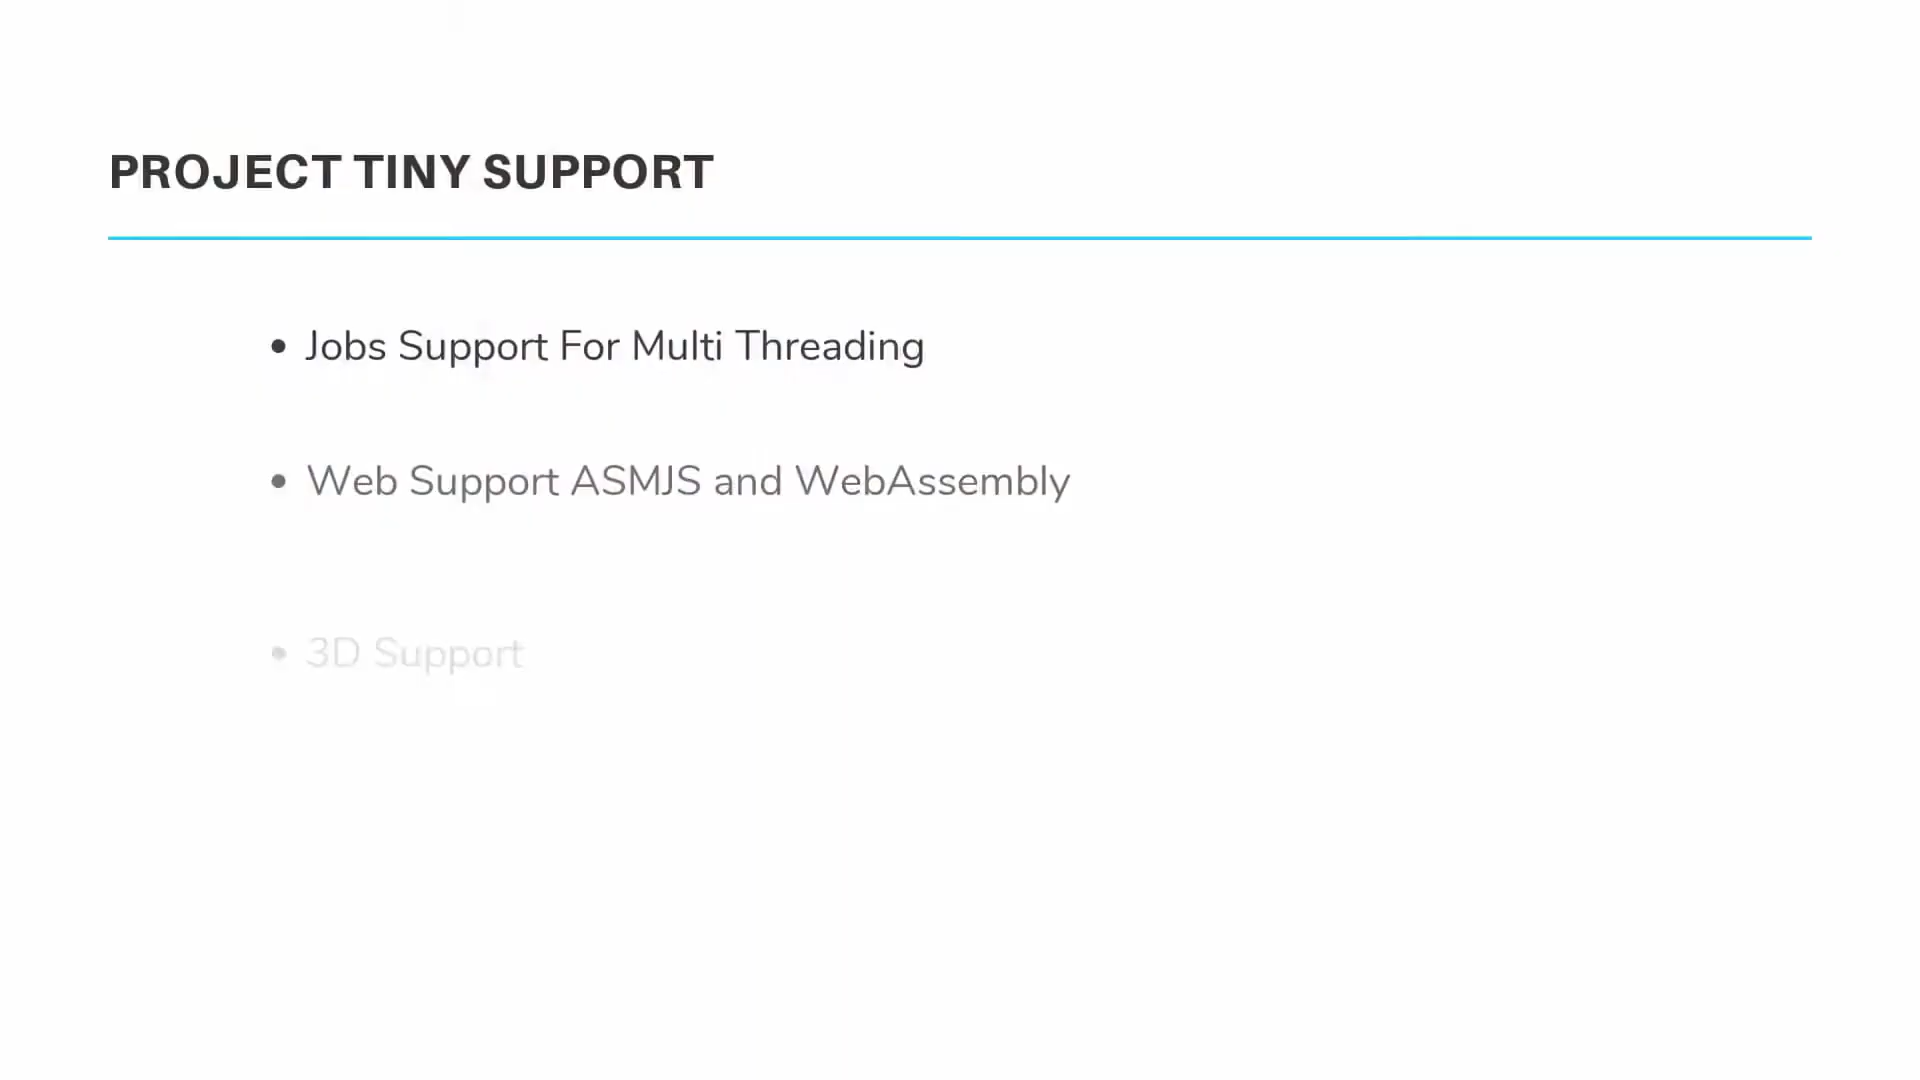 PROJECT TINY SUPPORT
• Jobs Support For Multi Threading
• Web Support ASMJS and WebAssembly
• 3D Support